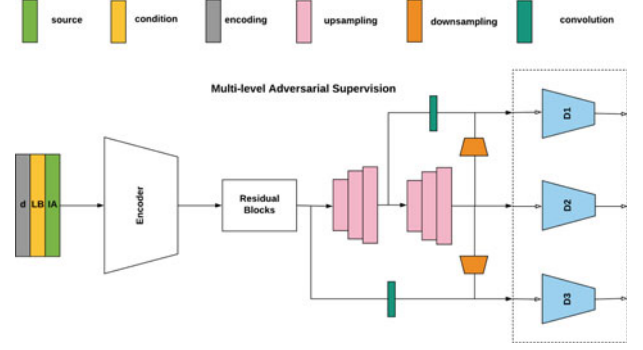 source condition encoding upsampling downsampling convolution
Multi-level Adversarial Supervision
D1
d LB IA
Encoder
Residual
Blocks
D2
D3